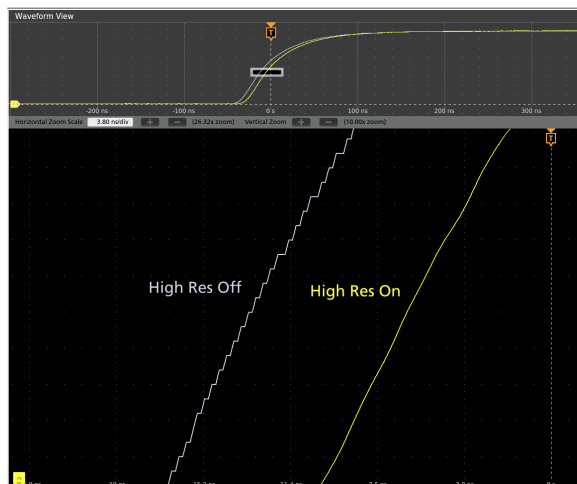 Waveform View
T
-200 ns -100 ns 0 s 100 ns 200 ns 300 ns
Horizontal Zoom Scale 3.80 ns/div + − (26.32x zoom) Vertical Zoom + − (10.00x zoom)
T
High Res Off
High Res On